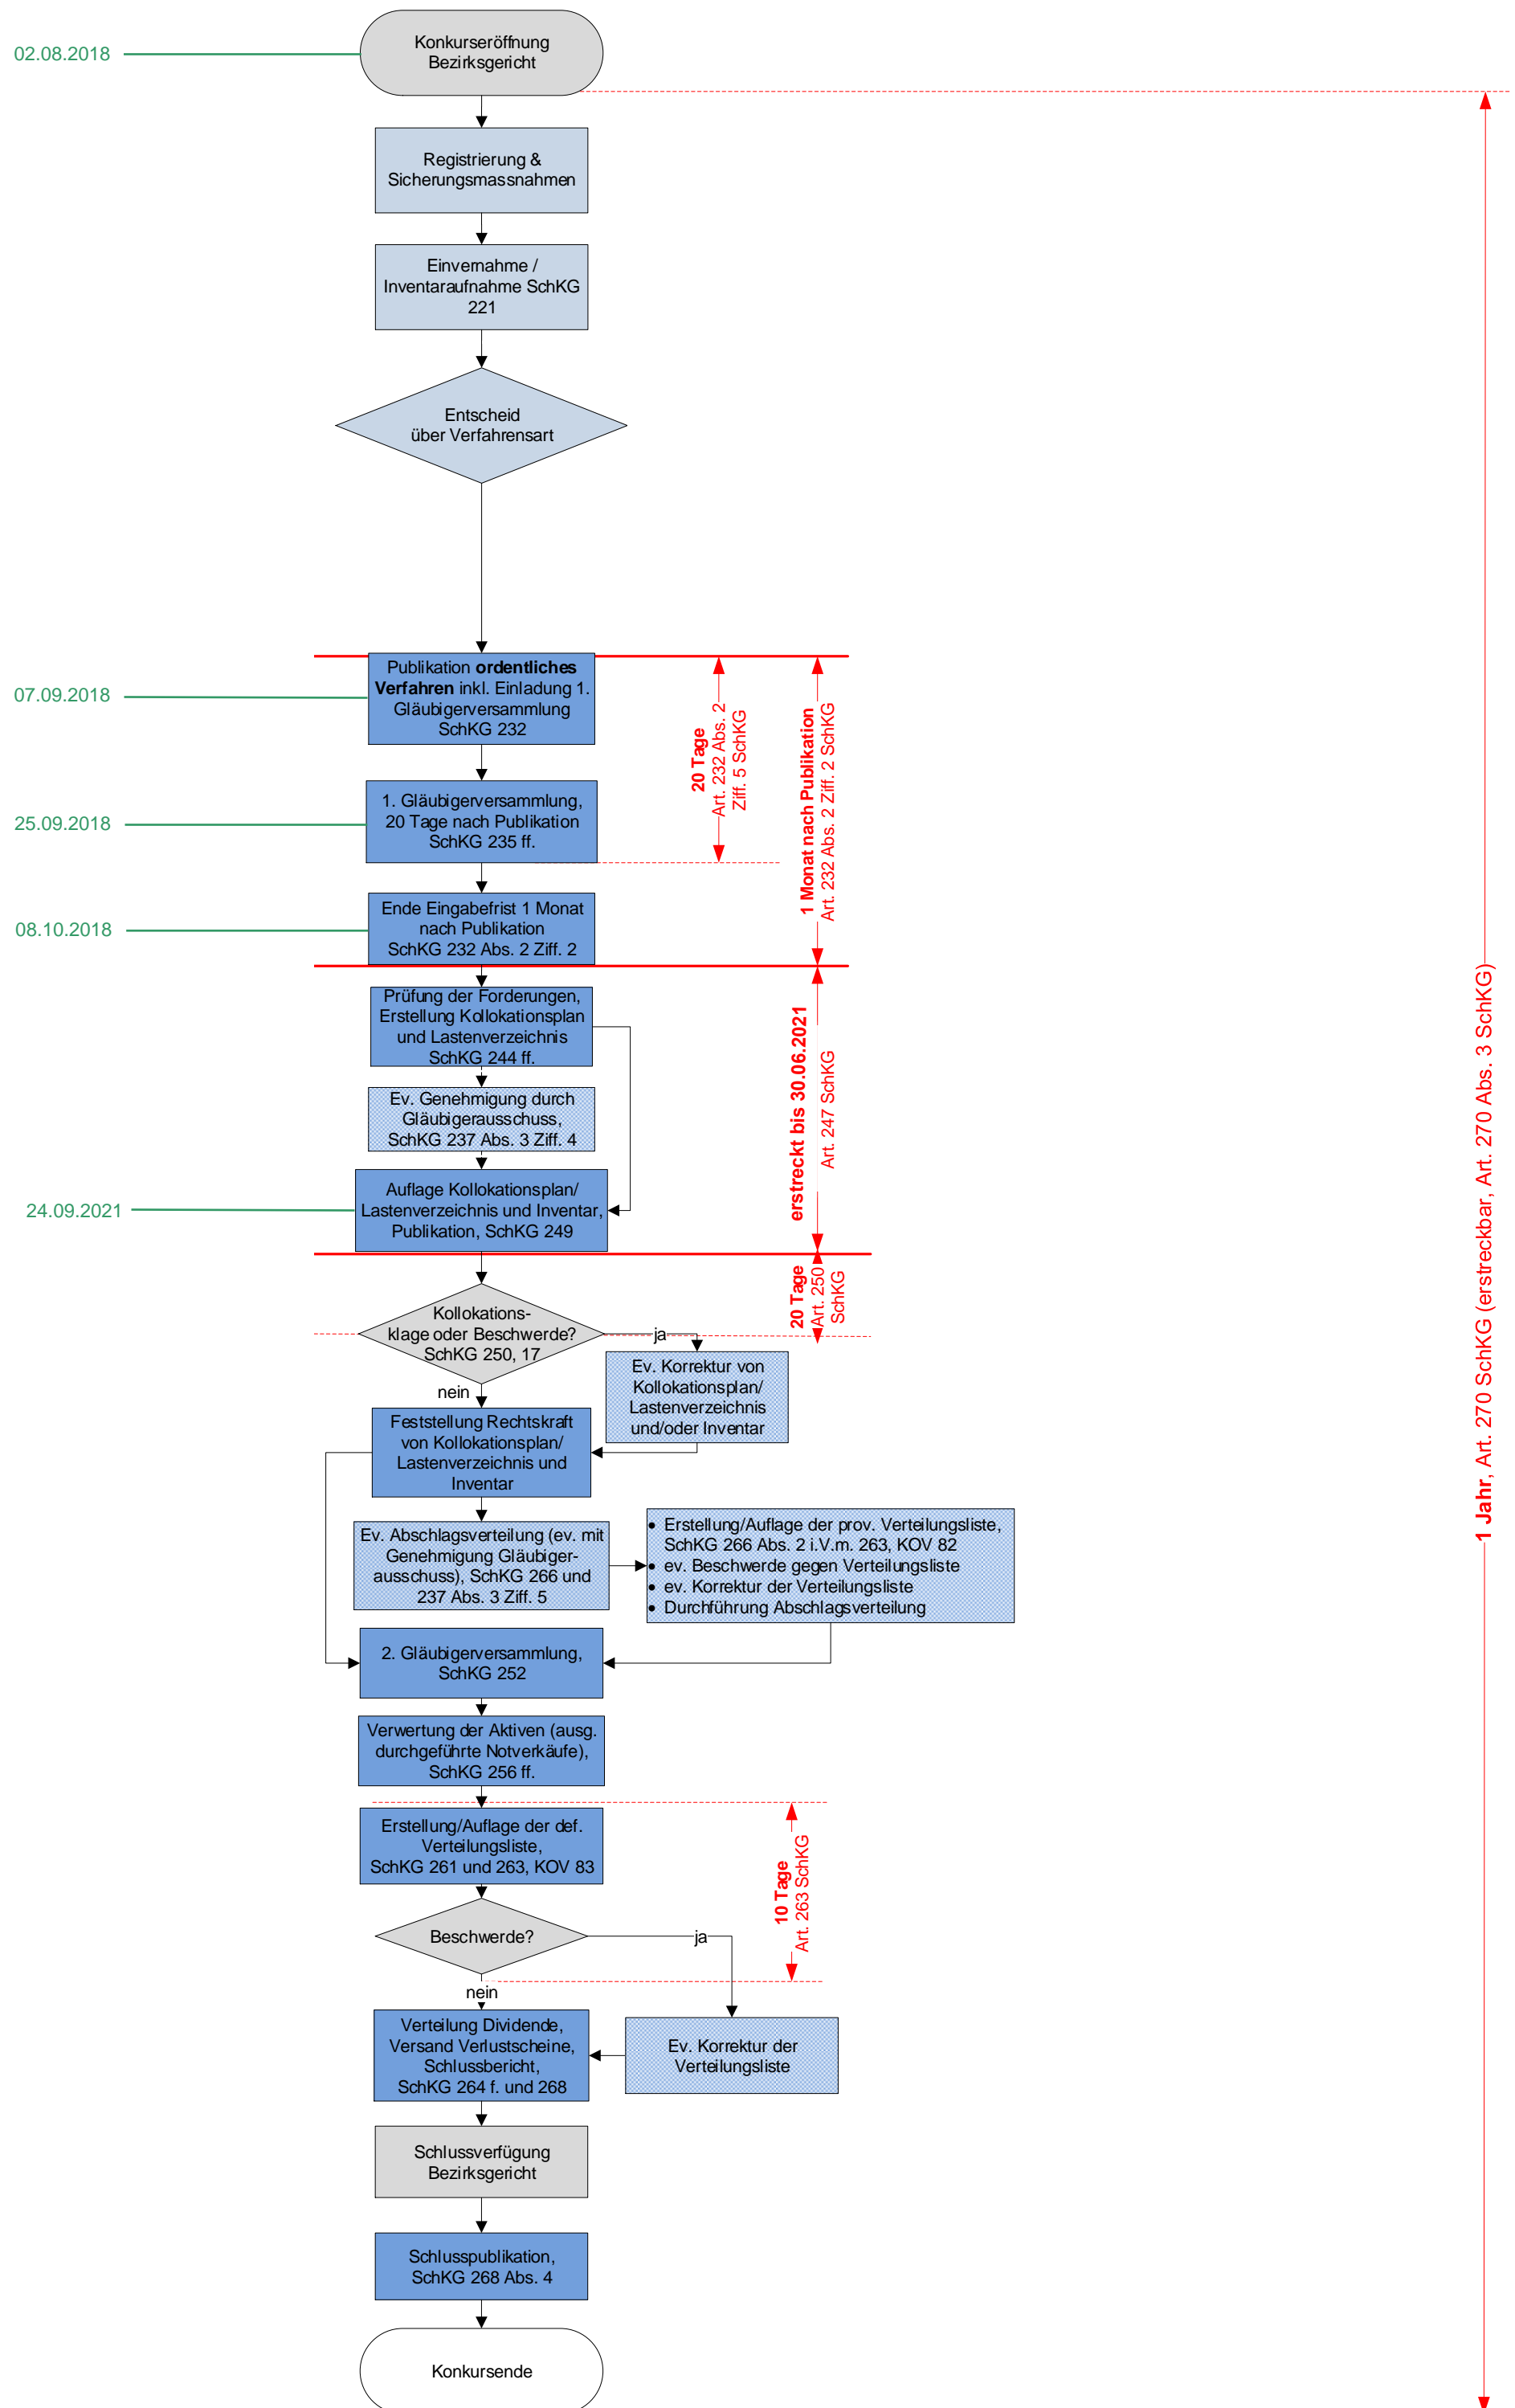 02.08.2018
Konkurseröffnung
Bezirksgericht
Registrierung &
Sicherungsmassnahmen
Einvernahme /
Inventaraufnahme SchKG
221
Entscheid
über Verfahrensart
07.09.2018
Publikation ordentliches
Verfahren inkl. Einladung 1.
Gläubigerversammlung
SchKG 232
20 Tage
Art. 232 Abs. 2
Ziff. 5 SchKG
1 Monat nach Publikation
Art. 232 Abs. 2 Ziff. 2 SchKG
25.09.2018
1. Gläubigerversammlung,
20 Tage nach Publikation
SchKG 235 ff.
08.10.2018
Ende Eingabefrist 1 Monat
nach Publikation
SchKG 232 Abs. 2 Ziff. 2
Prüfung der Forderungen,
Erstellung Kollokationsplan
und Lastenverzeichnis
SchKG 244 ff.
erstreckt bis 30.06.2021
Art. 247 SchKG
Ev. Genehmigung durch
Gläubigerausschuss,
SchKG 237 Abs. 3 Ziff. 4
24.09.2021
Auflage Kollokationsplan/
Lastenverzeichnis und Inventar,
Publikation, SchKG 249
20 Tage
Art. 250
SchKG
Kollokations-
klage oder Beschwerde?
SchKG 250, 17
ja
nein
Ev. Korrektur von
Kollokationsplan/
Lastenverzeichnis
und/oder Inventar
Feststellung Rechtskraft
von Kollokationsplan/
Lastenverzeichnis und
Inventar
Ev. Abschlagsverteilung (ev. mit
Genehmigung Gläubiger-
ausschuss), SchKG 266 und
237 Abs. 3 Ziff. 5
• Erstellung/Auflage der prov. Verteilungsliste,
SchKG 266 Abs. 2 i.V.m. 263, KOV 82
• ev. Beschwerde gegen Verteilungsliste
• ev. Korrektur der Verteilungsliste
• Durchführung Abschlagsverteilung
2. Gläubigerversammlung,
SchKG 252
Verwertung der Aktiven (ausg.
durchgeführte Notverkäufe),
SchKG 256 ff.
Erstellung/Auflage der def.
Verteilungsliste,
SchKG 261 und 263, KOV 83
10 Tage
Art. 263 SchKG
Beschwerde?
ja
nein
Verteilung Dividende,
Versand Verlustscheine,
Schlussbericht,
SchKG 264 f. und 268
Ev. Korrektur der
Verteilungsliste
Schlussverfügung
Bezirksgericht
Schlusspublikation,
SchKG 268 Abs. 4
Konkursende
1 Jahr, Art. 270 SchKG (erstreckbar, Art. 270 Abs. 3 SchKG)